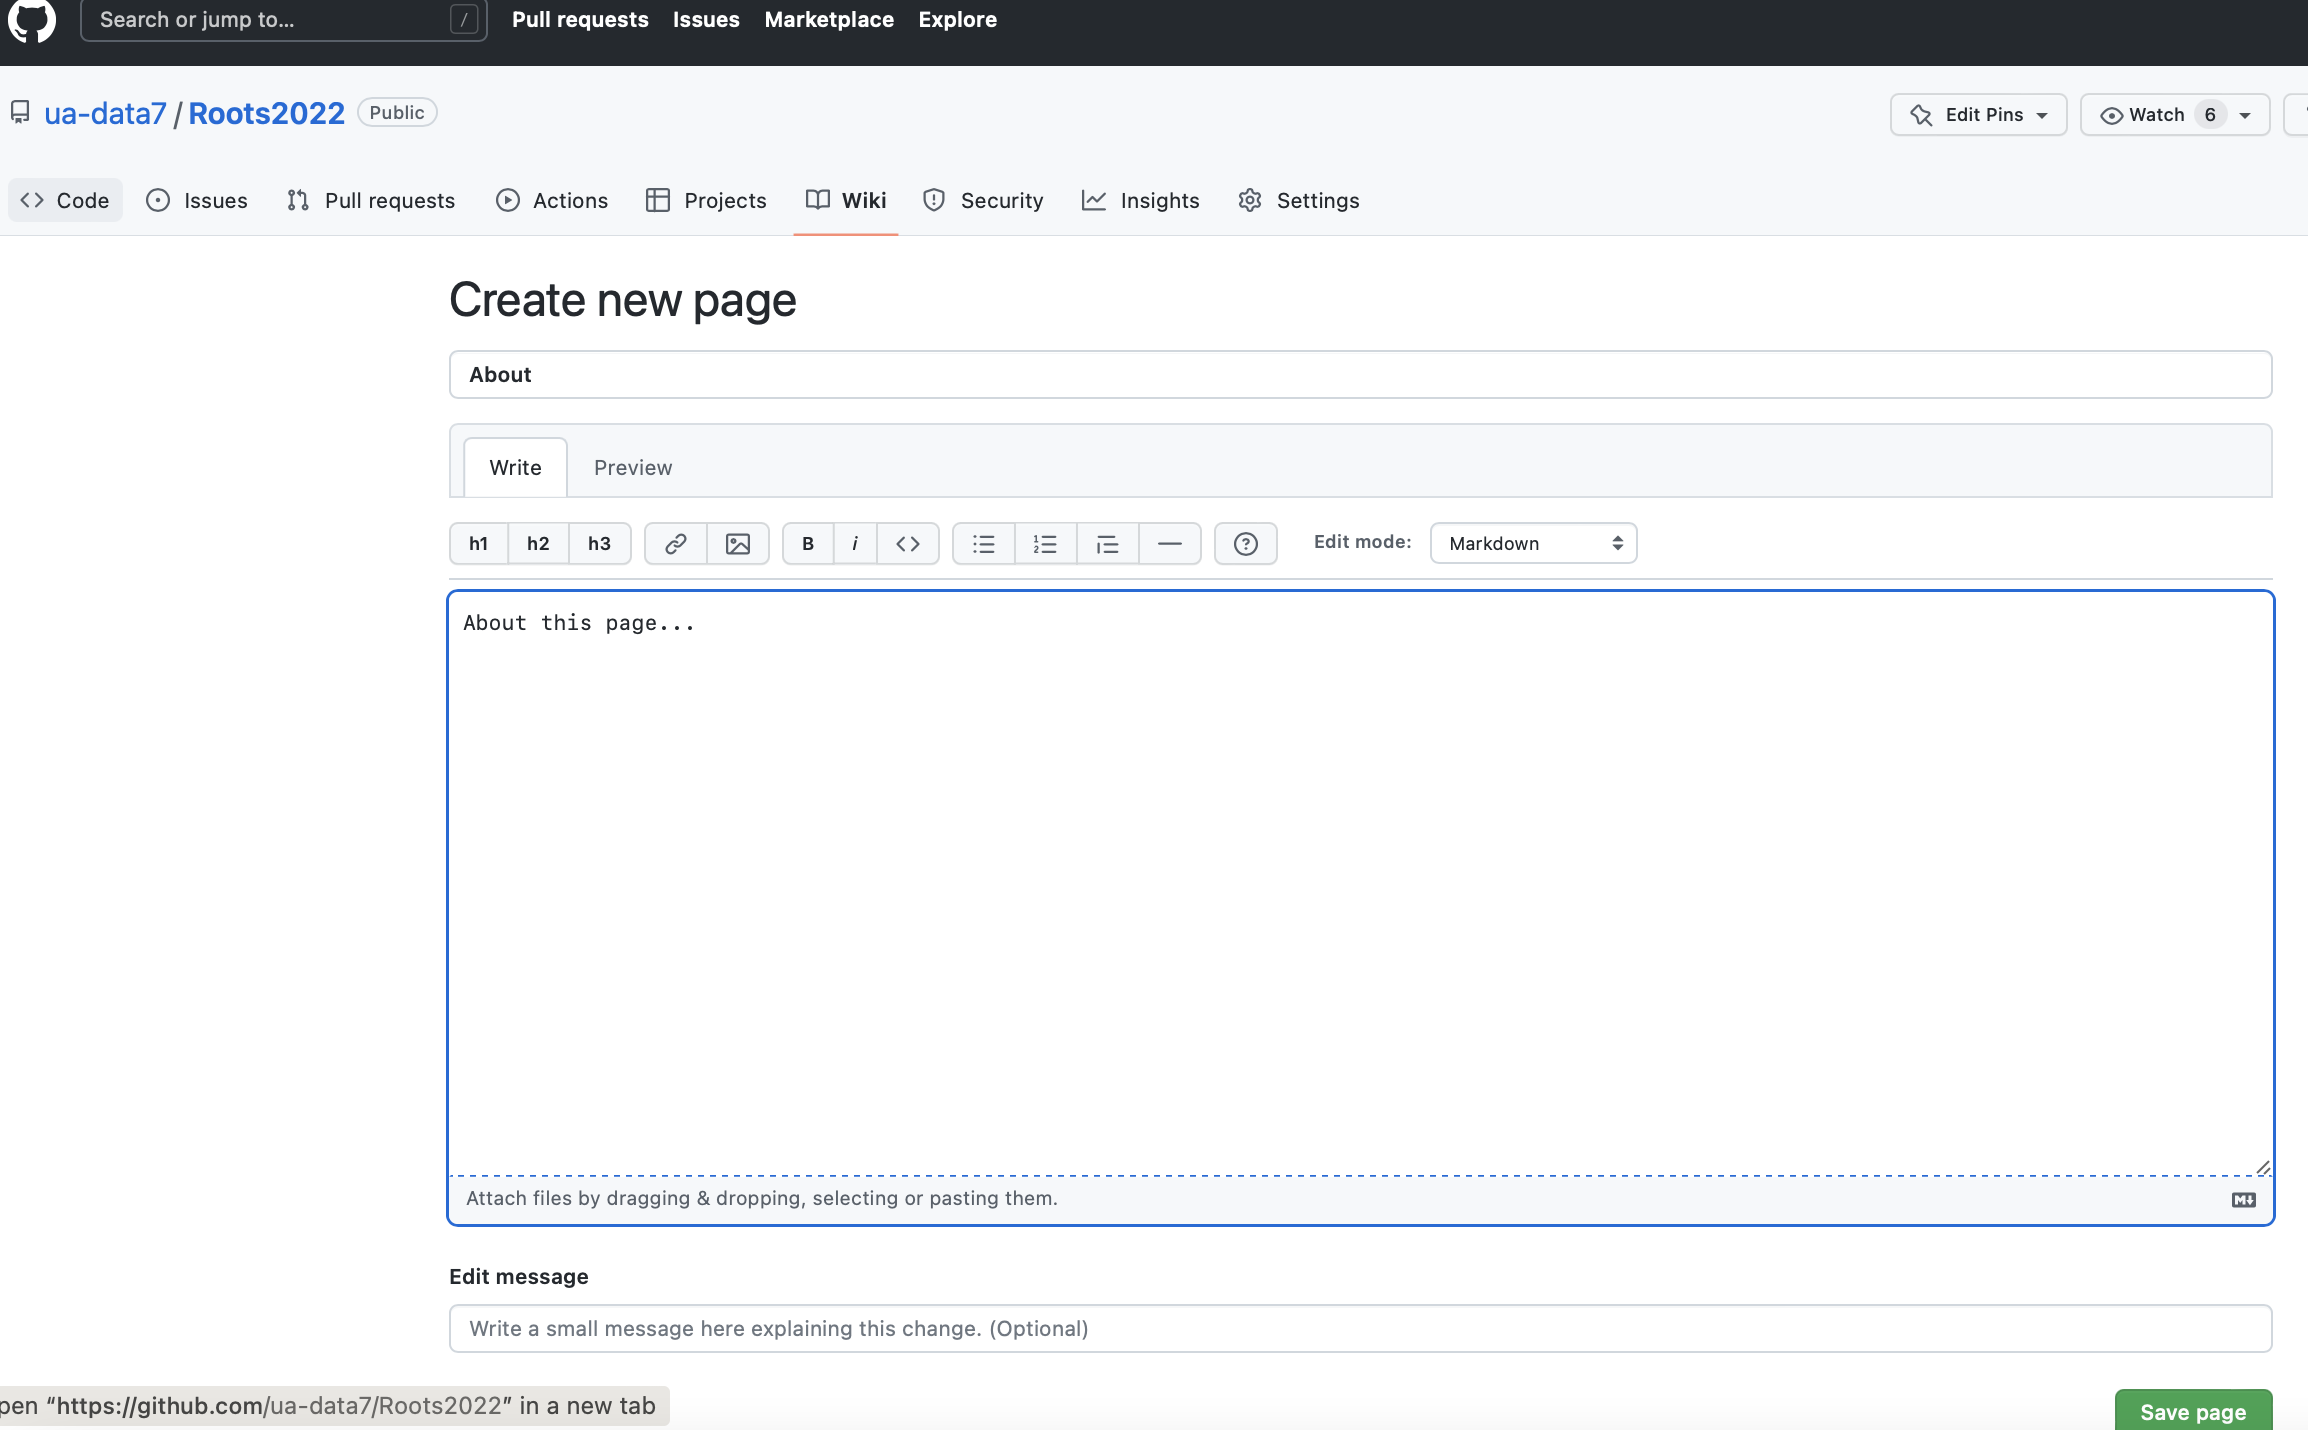 Search or jump to... /
Pull requests Issues Marketplace Explore
ua-data7 / Roots2022 Public
Edit Pins Watch 6
Code Issues Pull requests Actions Projects Wiki Security Insights Settings
Create new page
About
Write Preview
h1 h2 h3 B i <> Edit mode: Markdown
About this page...
Attach files by dragging & dropping, selecting or pasting them.
M↓
Edit message
Write a small message here explaining this change. (Optional)
pen “https://github.com/ua-data7/Roots2022” in a new tab
Save page